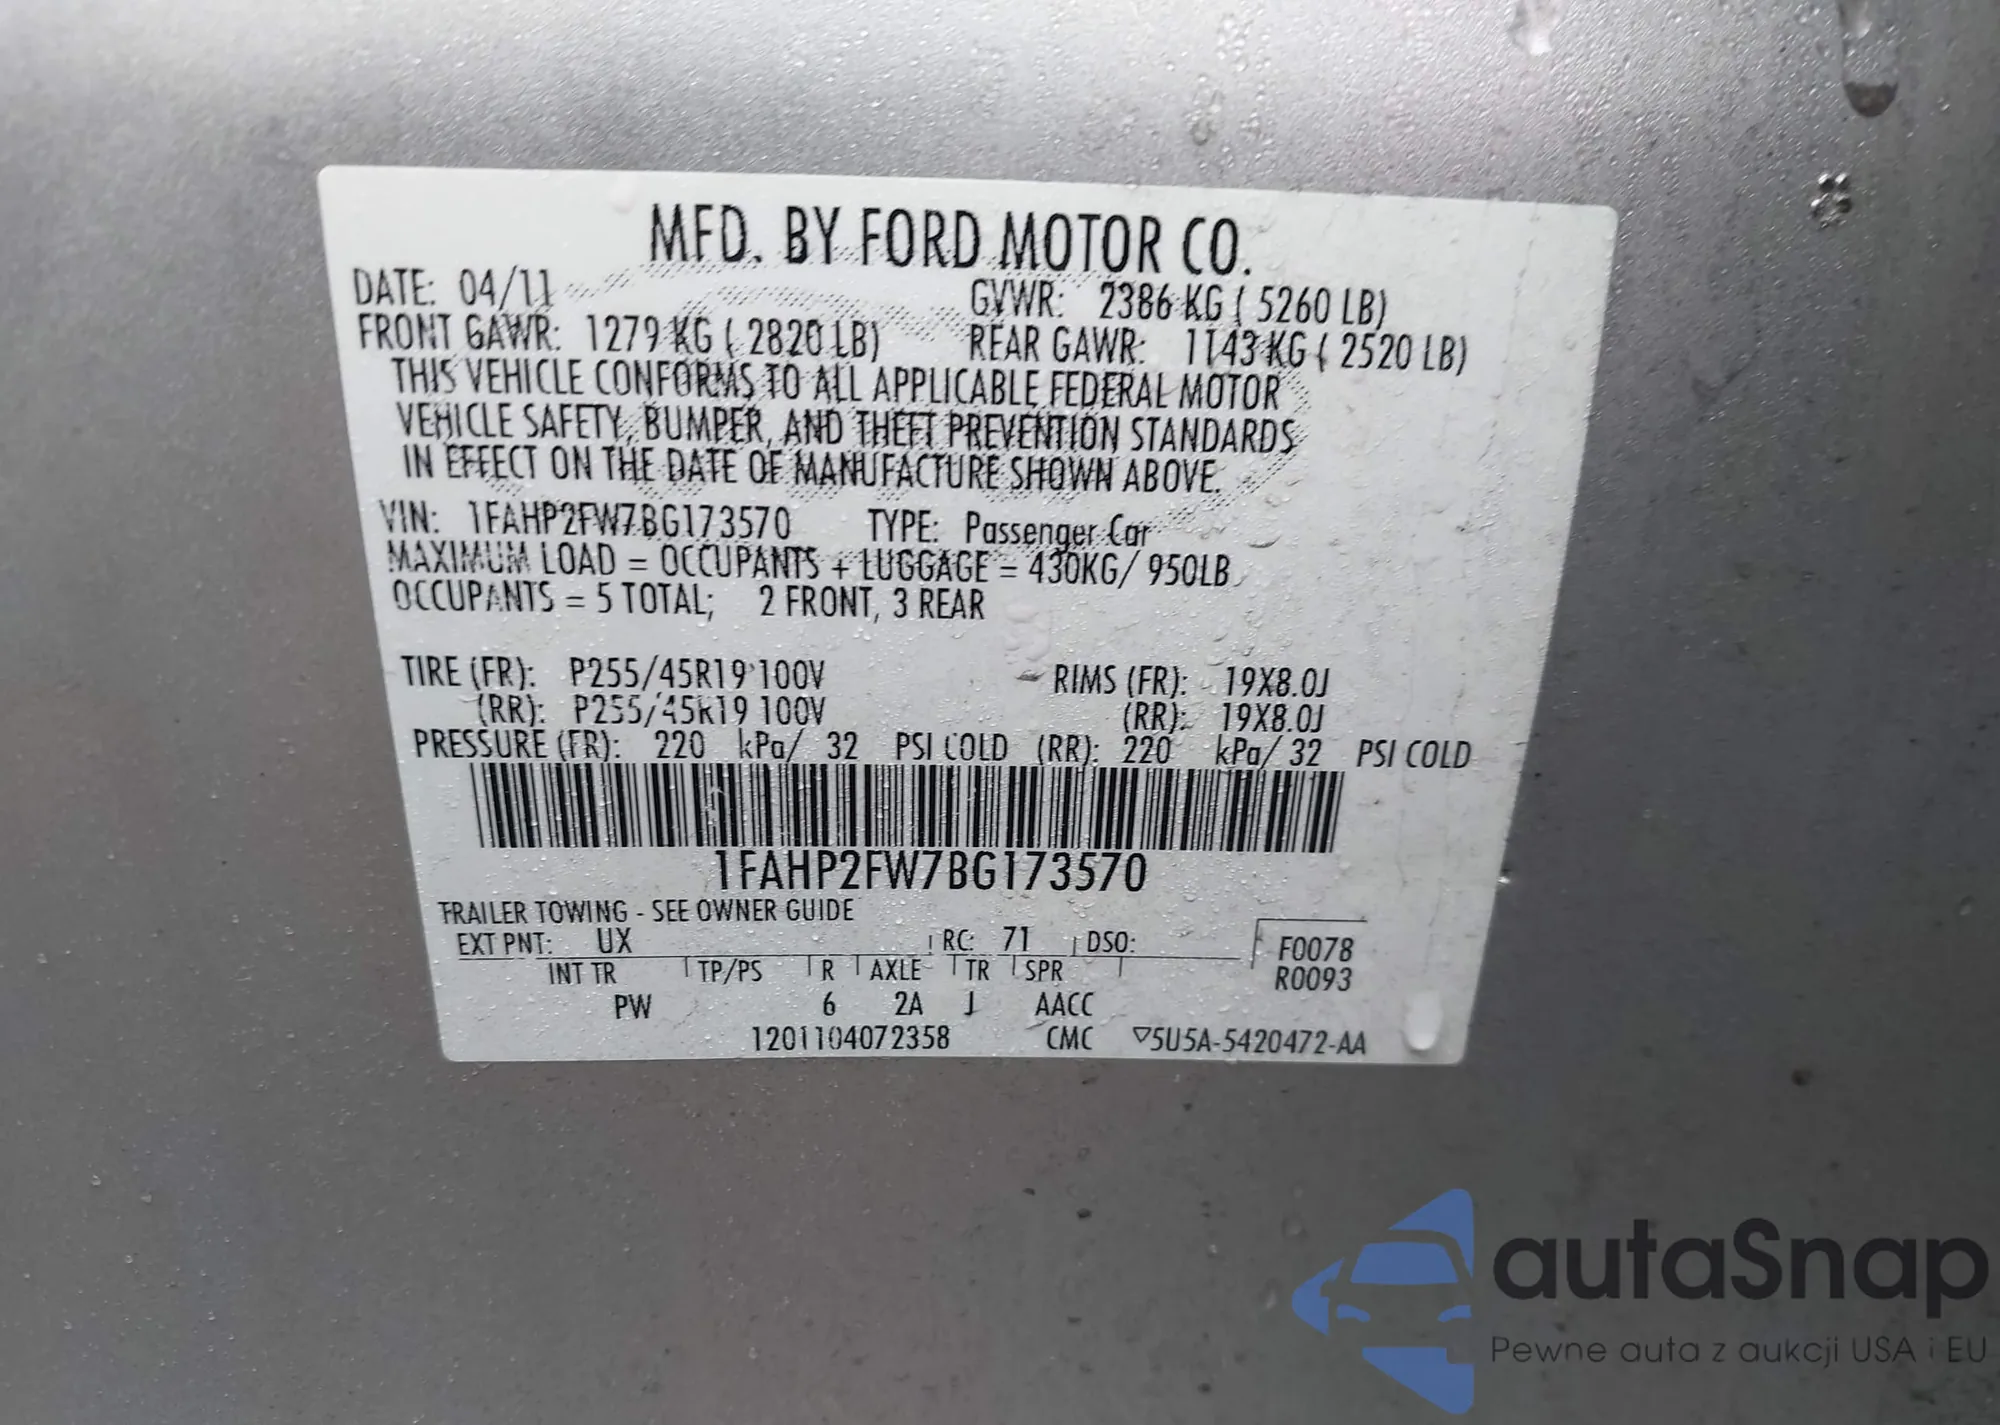 MFD. BY FORD MOTOR CO.
DATE: 04/11 GVWR: 2386 KG ( 5260 LB)
FRONT GAWR: 1279 KG ( 2820 LB) REAR GAWR: 1143 KG ( 2520 LB)
THIS VEHICLE CONFORMS TO ALL APPLICABLE FEDERAL MOTOR
VEHICLE SAFETY, BUMPER, AND THEFT PREVENTION STANDARDS
IN EFFECT ON THE DATE OF MANUFACTURE SHOWN ABOVE.
VIN: 1FAHP2FW7BG173570 TYPE: Passenger Car
MAXIMUM LOAD = OCCUPANTS + LUGGAGE = 430KG/ 950LB
OCCUPANTS = 5 TOTAL; 2 FRONT, 3 REAR
TIRE (FR): P255/45R19 100V RIMS (FR): 19X8.0J
(RR): P255/45R19 100V (RR): 19X8.0J
PRESSURE (FR): 220 kPa/ 32 PSI COLD (RR): 220 kPa/ 32 PSI COLD
1FAHP2FW7BG173570
TRAILER TOWING - SEE OWNER GUIDE
EXT PNT: UX RC: 71 DSO: F0078
INT TR TP/PS R AXLE TR SPR R0093
PW 6 2A J AACC
1201104072358 CMC ▽5U5A-5420472-AA
autaSnap
Pewne auta z aukcji USA i EU